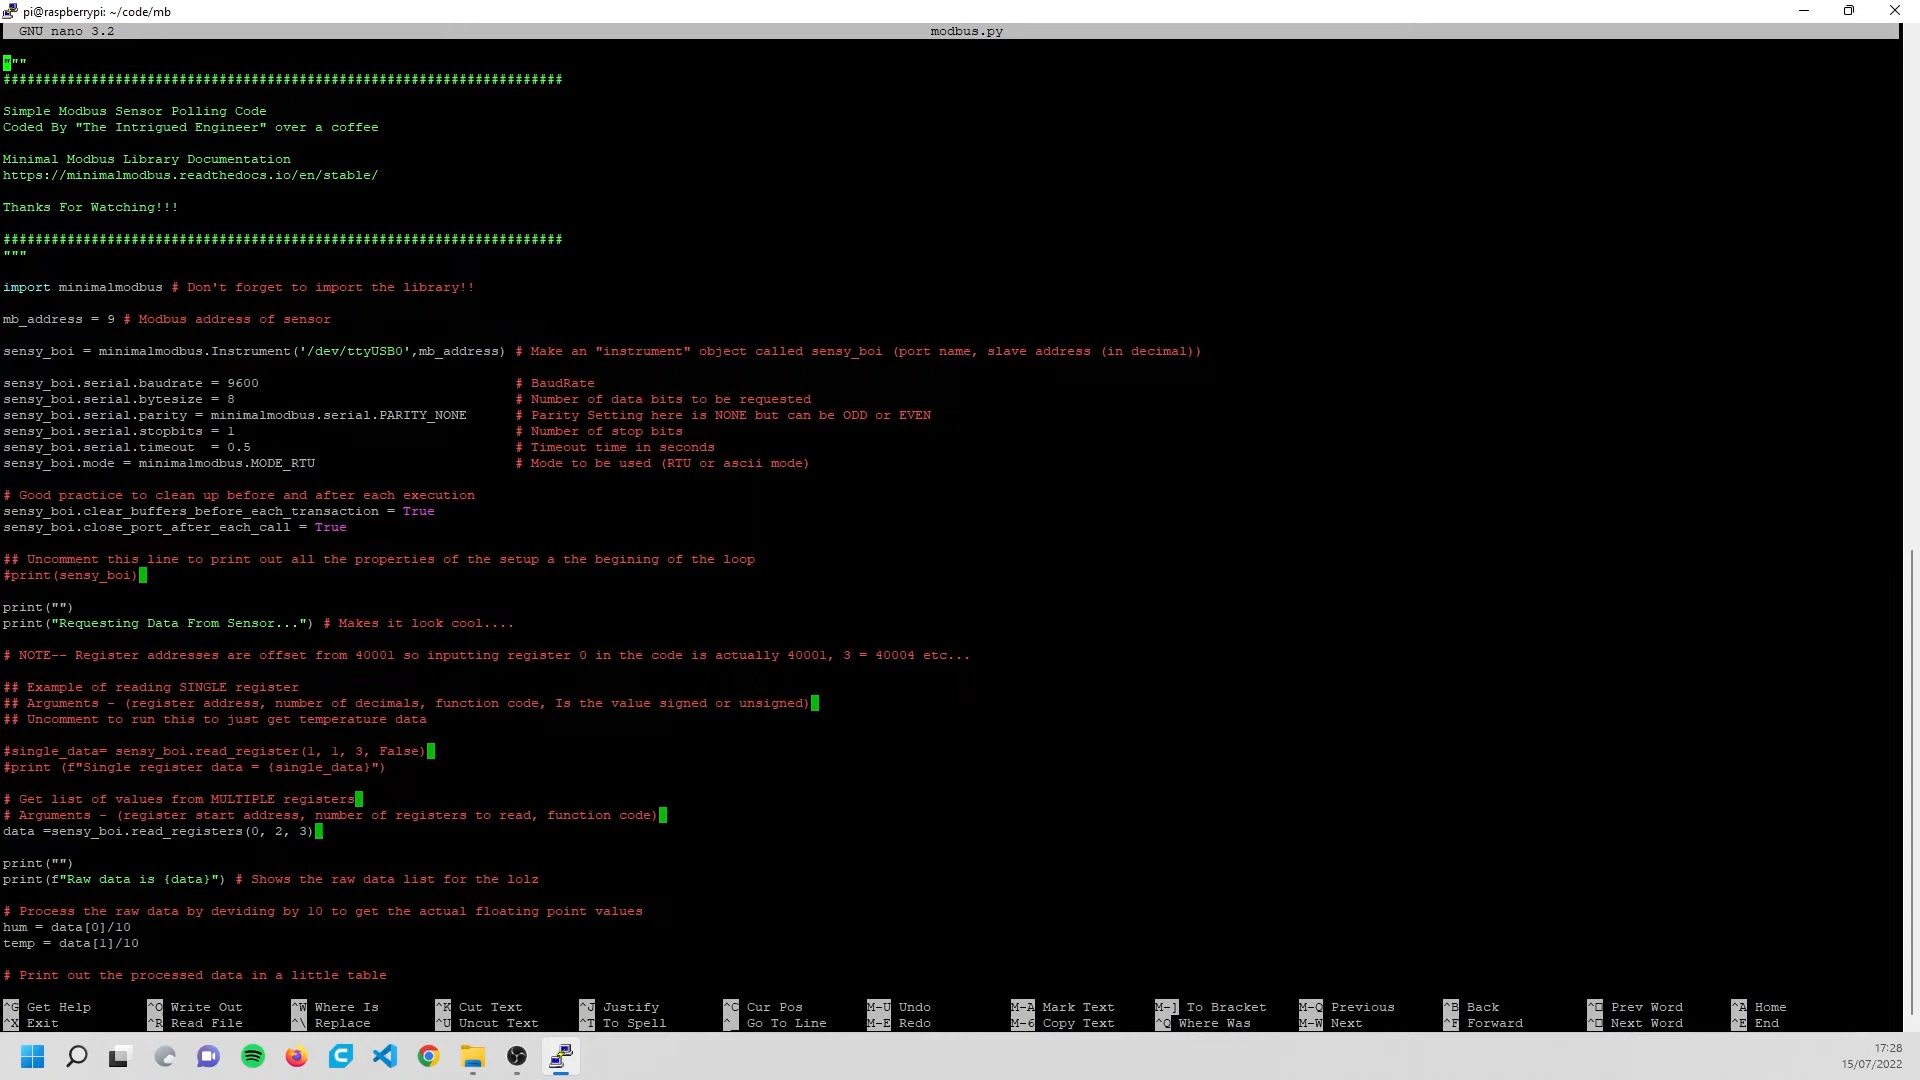 pi@raspberrypi: ~/code/mb
GNU nano 3.2 modbus.py
"""
######################################################################
Simple Modbus Sensor Polling Code
Coded By "The Intrigued Engineer" over a coffee
Minimal Modbus Library Documentation
https://minimalmodbus.readthedocs.io/en/stable/
Thanks For Watching!!!
######################################################################
"""
import minimalmodbus # Don't forget to import the library!!
mb_address = 9 # Modbus address of sensor
sensy_boi = minimalmodbus.Instrument('/dev/ttyUSB0',mb_address) # Make an "instrument" object called sensy_boi (port name, slave address (in decimal))
sensy_boi.serial.baudrate = 9600 # BaudRate
sensy_boi.serial.bytesize = 8 # Number of data bits to be requested
sensy_boi.serial.parity = minimalmodbus.serial.PARITY_NONE # Parity Setting here is NONE but can be ODD or EVEN
sensy_boi.serial.stopbits = 1 # Number of stop bits
sensy_boi.serial.timeout  = 0.5 # Timeout time in seconds
sensy_boi.mode = minimalmodbus.MODE_RTU # Mode to be used (RTU or ascii mode)
# Good practice to clean up before and after each execution
sensy_boi.clear_buffers_before_each_transaction = True
sensy_boi.close_port_after_each_call = True
## Uncomment this line to print out all the properties of the setup a the begining of the loop
#print(sensy_boi)
print("")
print("Requesting Data From Sensor...") # Makes it look cool....
# NOTE-- Register addresses are offset from 40001 so inputting register 0 in the code is actually 40001, 3 = 40004 etc...
## Example of reading SINGLE register
## Arguments - (register address, number of decimals, function code, Is the value signed or unsigned)
## Uncomment to run this to just get temperature data
#single_data= sensy_boi.read_register(1, 1, 3, False)
#print (f"Single register data = {single_data}")
# Get list of values from MULTIPLE registers
# Arguments - (register start address, number of registers to read, function code)
data =sensy_boi.read_registers(0, 2, 3)
print("")
print(f"Raw data is {data}") # Shows the raw data list for the lolz
# Process the raw data by deviding by 10 to get the actual floating point values
hum = data[0]/10
temp = data[1]/10
# Print out the processed data in a little table
^G Get Help ^O Write Out ^W Where Is ^K Cut Text ^J Justify ^C Cur Pos M-U Undo M-A Mark Text M-] To Bracket M-Q Previous ^B Back ^□ Prev Word ^A Home
^X Exit ^R Read File ^\ Replace ^U Uncut Text ^T To Spell ^_ Go To Line M-E Redo M-6 Copy Text ^Q Where Was M-W Next ^F Forward ^□ Next Word ^E End
17:28
15/07/2022